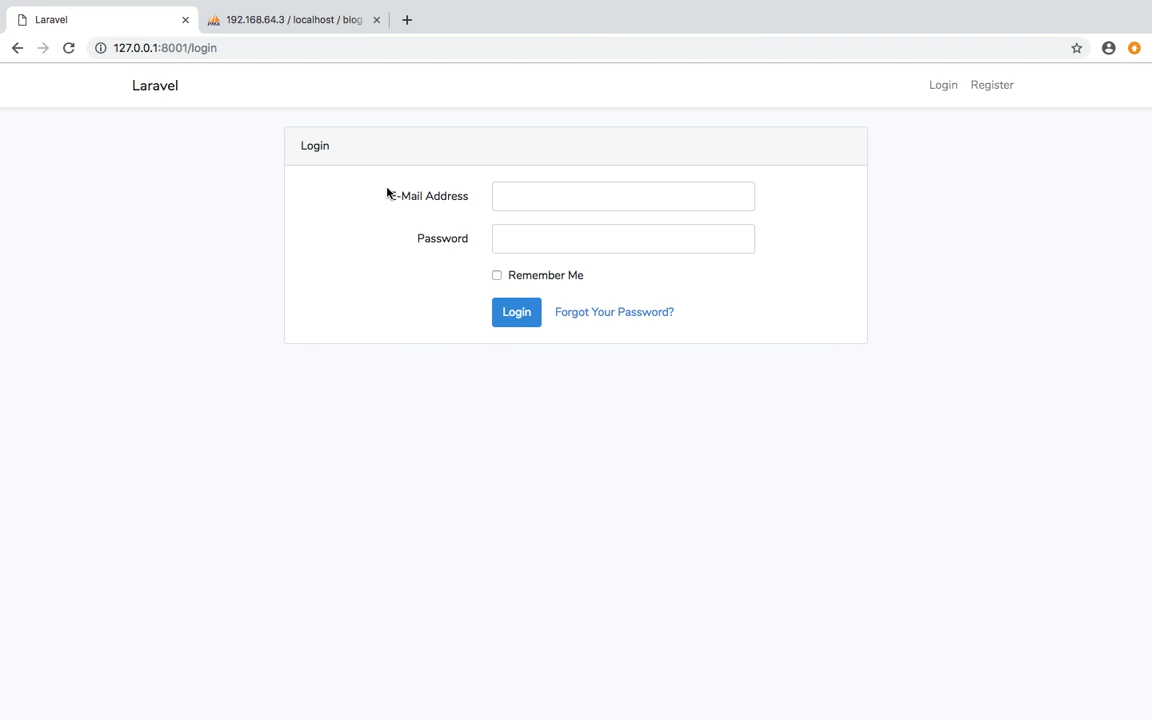 Laravel
192.168.64.3 / localhost / blog
127.0.0.1:8001/login
Laravel
Login Register
Login
E-Mail Address
Password
Remember Me
Login Forgot Your Password?